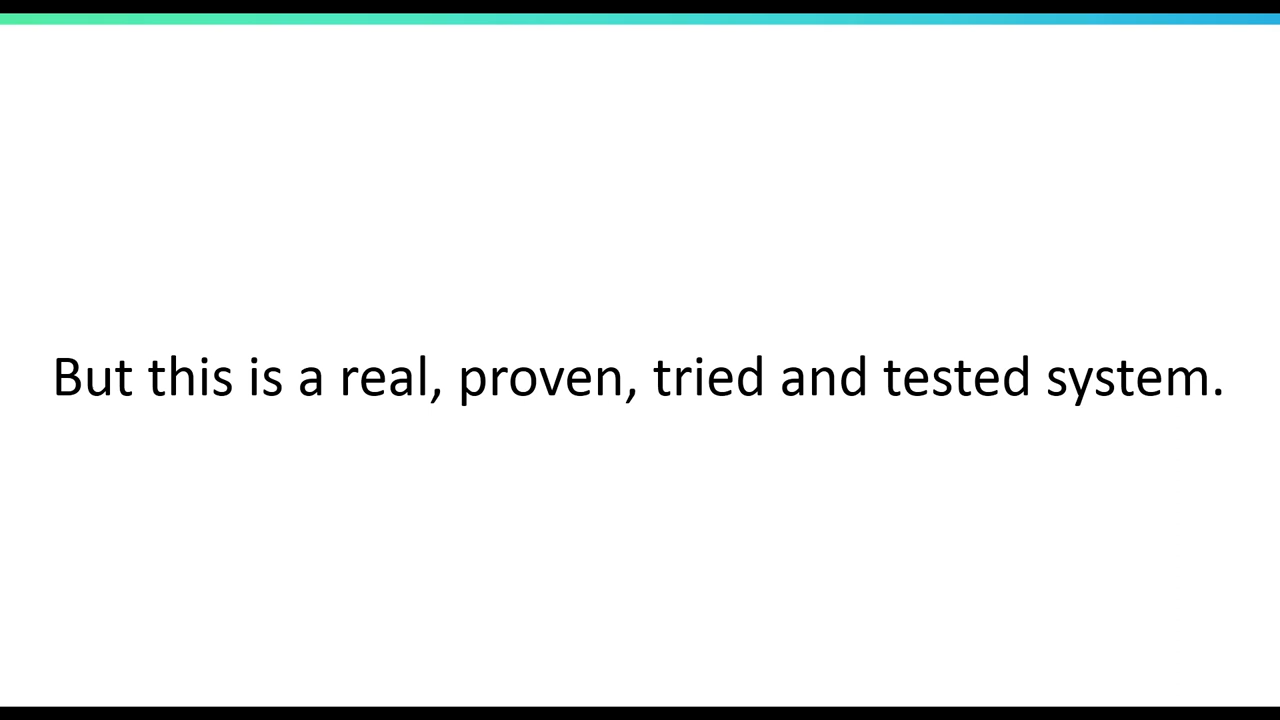 But this is a real, proven, tried and tested system.